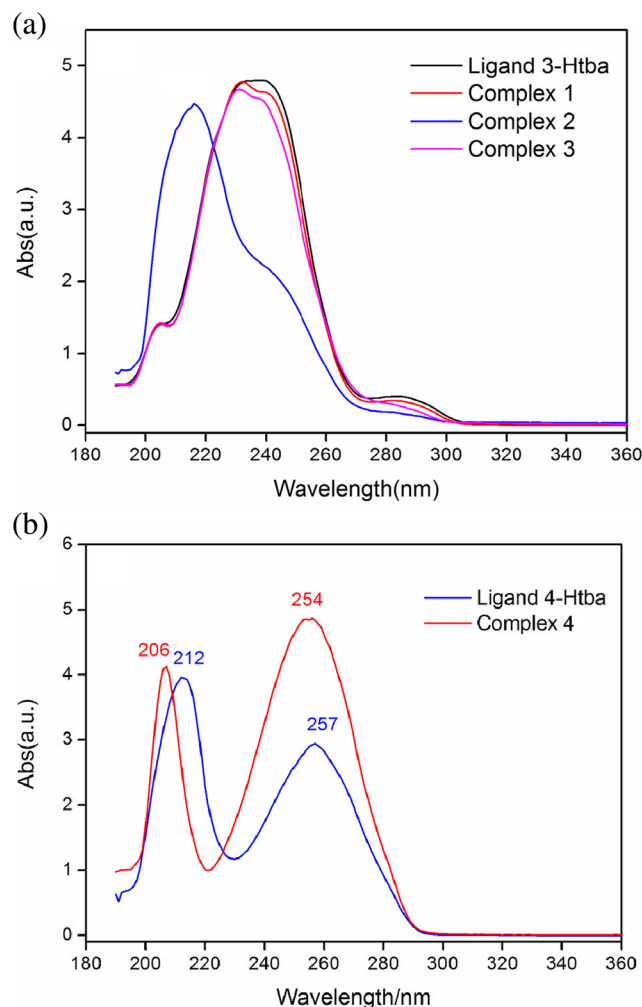 (a)
5
4
3
2
1
0
Abs(a.u.)
Ligand 3-Htba
Complex 1
Complex 2
Complex 3
180 200 220 240 260 280 300 320 340 360
Wavelength(nm)
(b)
6
5
4
3
2
1
0
Abs(a.u.)
254
206 212
257
Ligand 4-Htba
Complex 4
180 200 220 240 260 280 300 320 340 360
Wavelength/nm